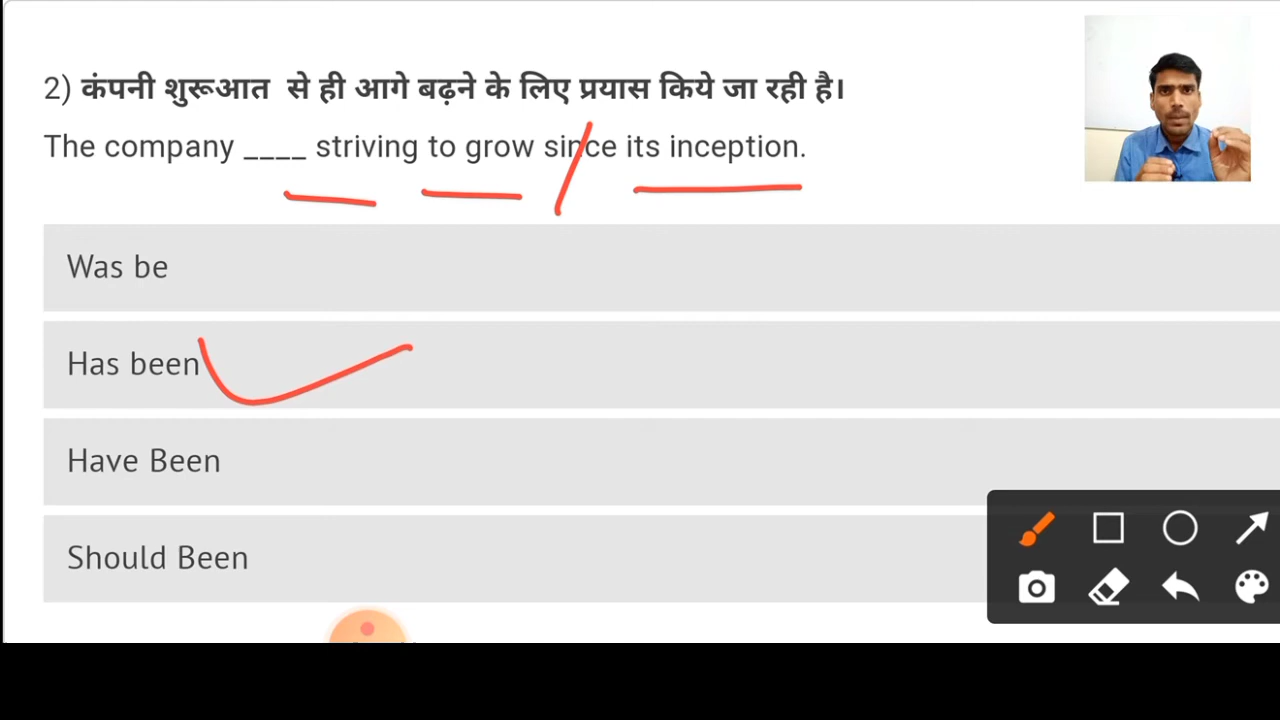 2) कंपनी शुरूआत से ही आगे बढ़ने के लिए प्रयास किये जा रही है।
The company ____ striving to grow since its inception.
Was be
Has been
Have Been
Should Been